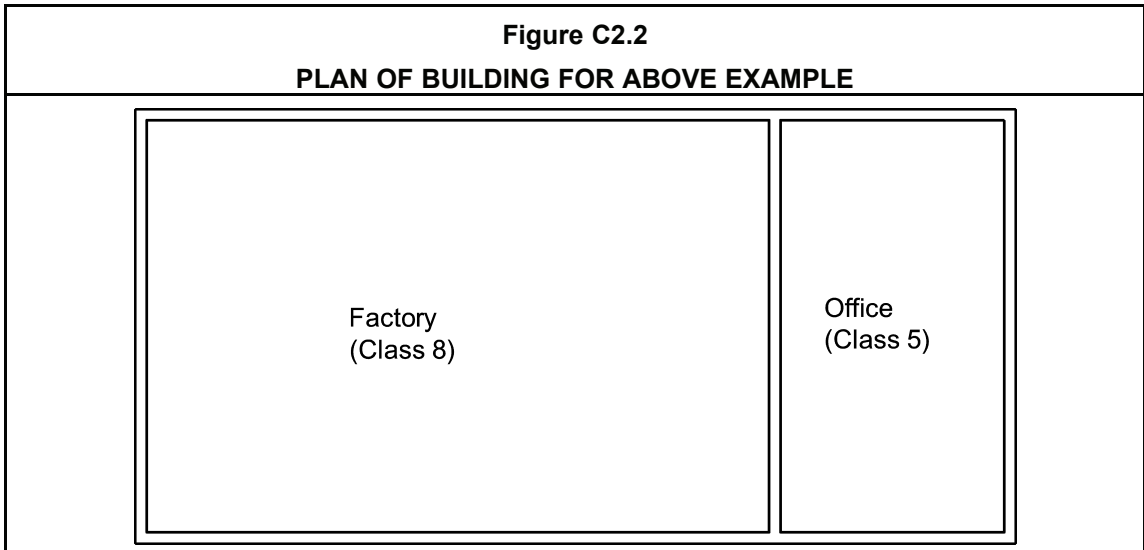 Figure C2.2
PLAN OF BUILDING FOR ABOVE EXAMPLE
Factory
(Class 8)
Office
(Class 5)